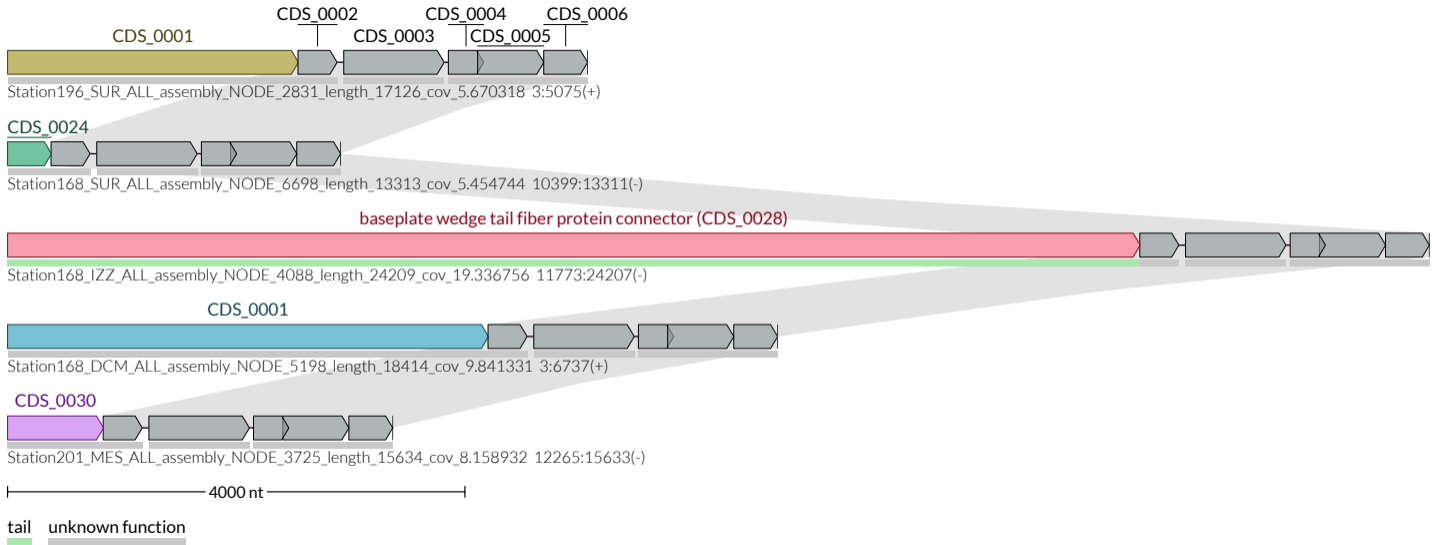 CDS_0002 CDS_0004 CDS_0006
CDS_0001 CDS_0003 CDS_0005
Station196_SUR_ALL_assembly_NODE_2831_length_17126_cov_5.670318 3:5075(+)
CDS_0024
Station168_SUR_ALL_assembly_NODE_6698_length_13313_cov_5.454744 10399:13311(-)
baseplate wedge tail fiber protein connector (CDS_0028)
Station168_IZZ_ALL_assembly_NODE_4088_length_24209_cov_19.336756 11773:24207(-)
CDS_0001
Station168_DCM_ALL_assembly_NODE_5198_length_18414_cov_9.841331 3:6737(+)
CDS_0030
Station201_MES_ALL_assembly_NODE_3725_length_15634_cov_8.158932 12265:15633(-)
4000 nt
tail unknown function